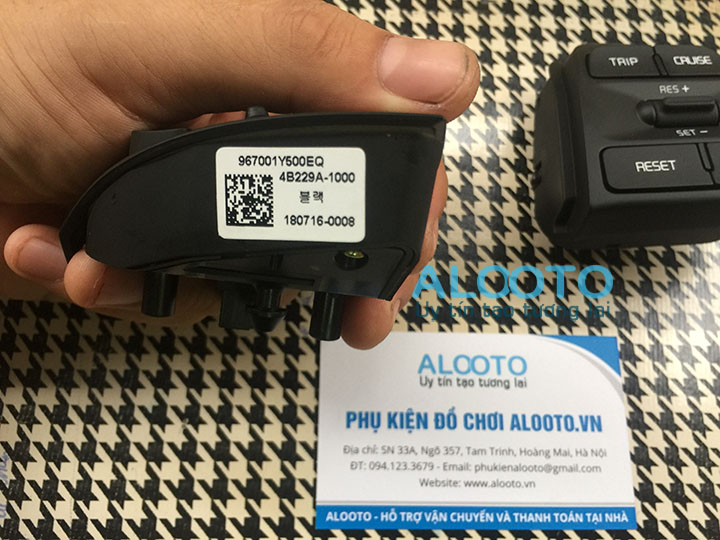 TRIP
CRUISE
RES +
SET -
RESET
967001Y500EQ
4B229A-1000
블랙
180716-0008
ALOOTO
Uy tín tạo tương lai
ALOOTO
Uy tín tạo tương lai
PHỤ KIỆN ĐỒ CHƠI ALOOTO.VN
Địa chỉ: SN 33A, Ngõ 357, Tam Trinh, Hoàng Mai, Hà Nội
ĐT: 094.123.3679 - Email: phukienalooto@gmail.com
Website: www.alooto.vn
ALOOTO - HỖ TRỢ VẬN CHUYỂN VÀ THANH TOÁN TẠI NHÀ